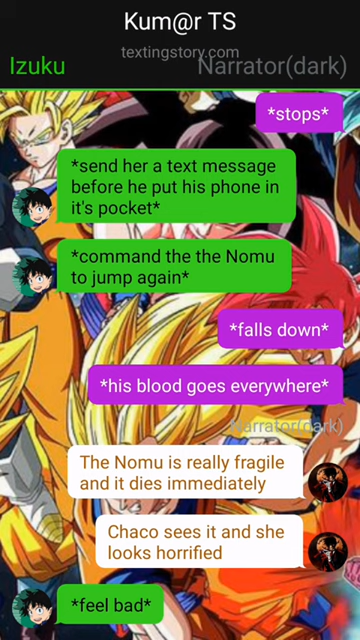 Kum@r TS
textingstory.com
Izuku
Narrator(dark)
*stops*
*send her a text message
before he put his phone in
it's pocket*
*command the the Nomu
to jump again*
*falls down*
*his blood goes everywhere*
Narrator(dark)
The Nomu is really fragile
and it dies immediately
Chaco sees it and she
looks horrified
*feel bad*